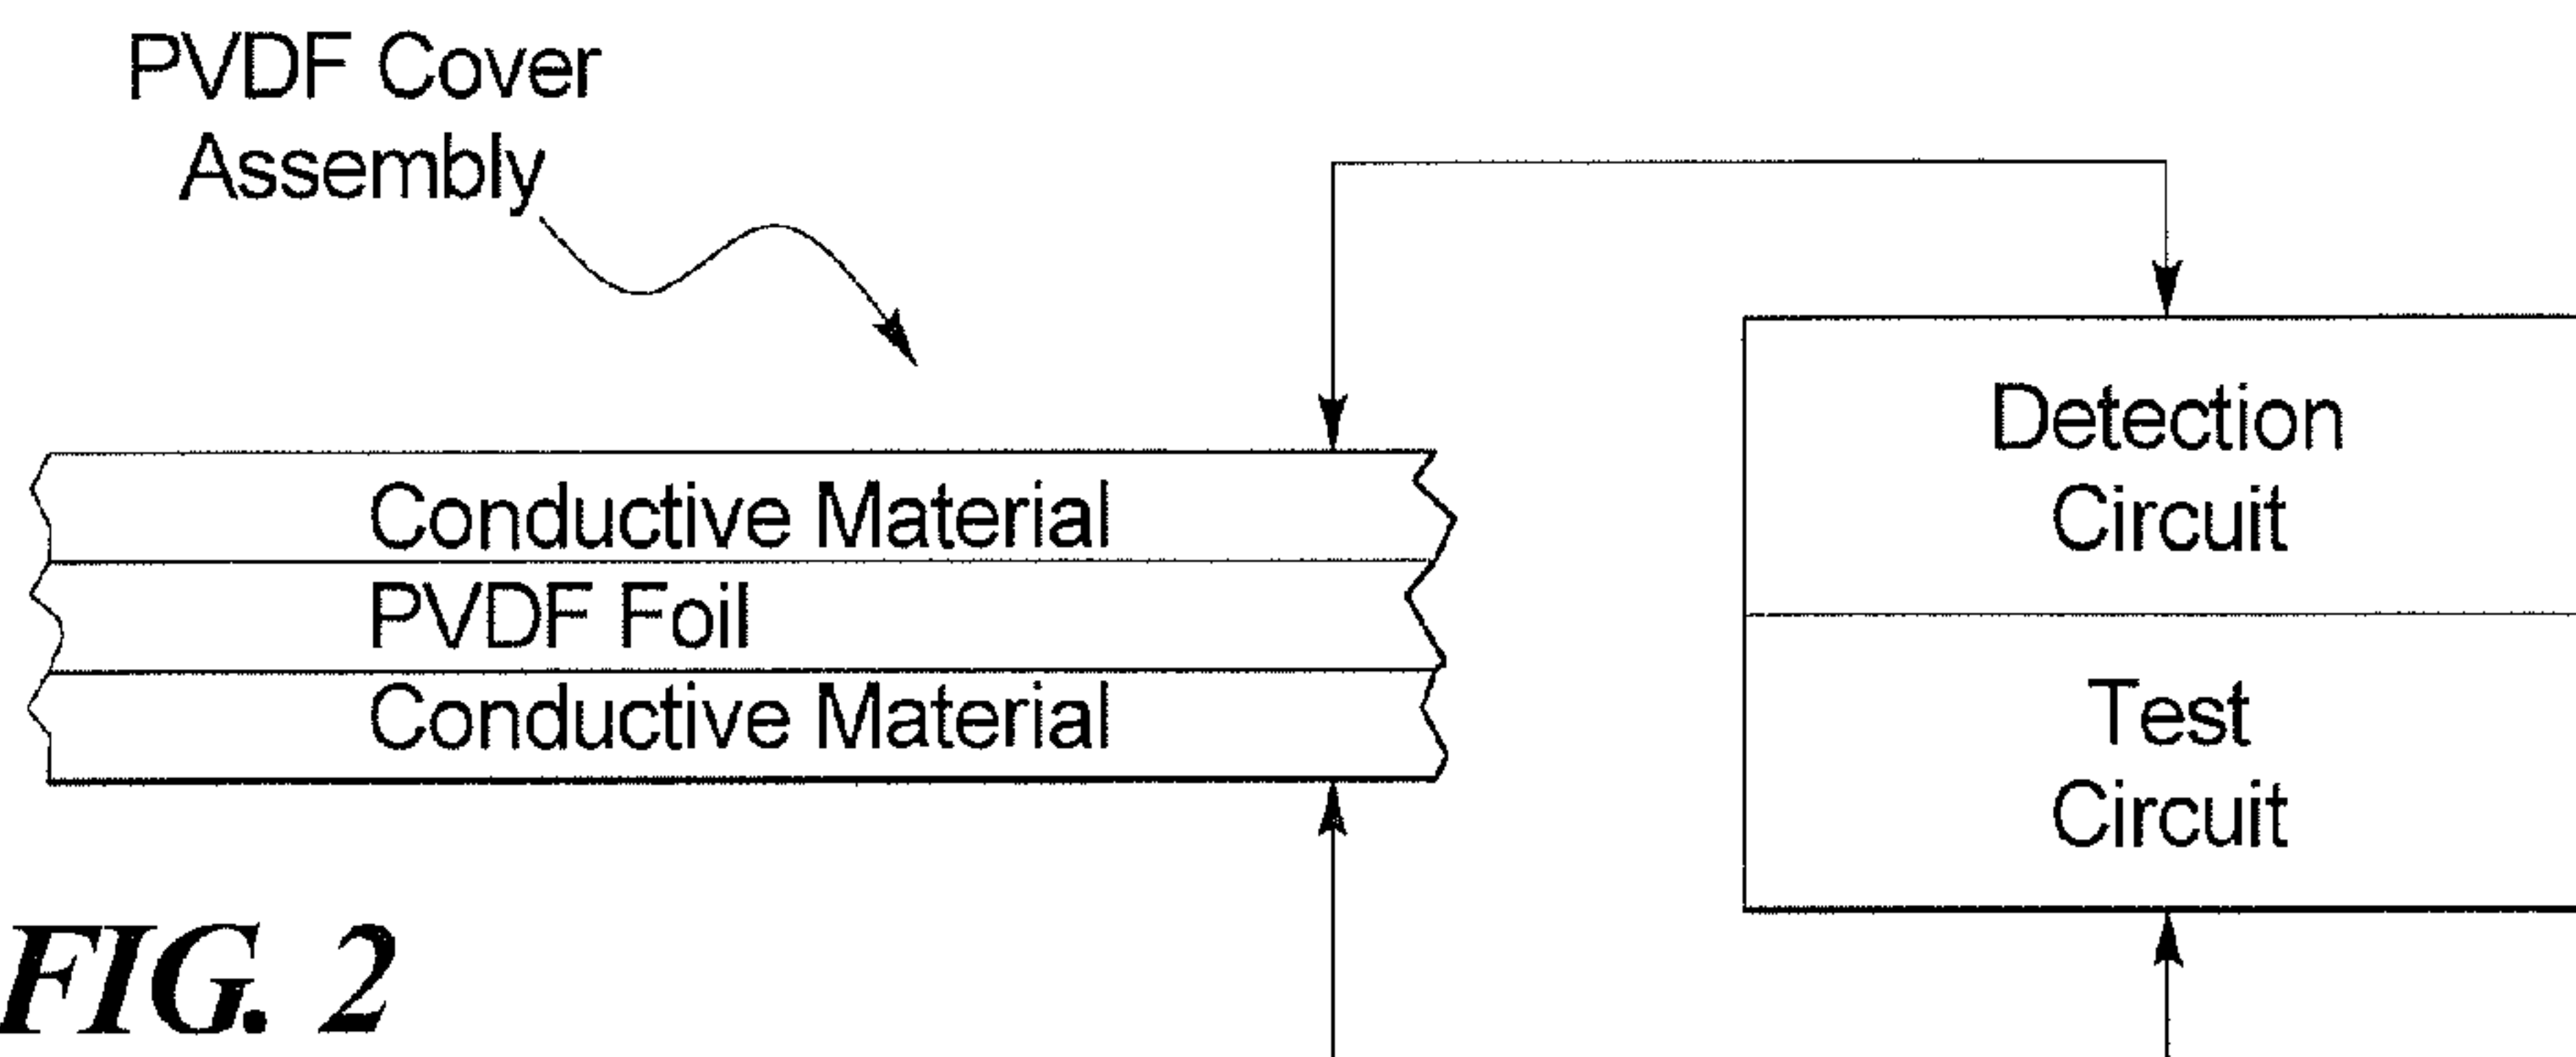 PVDF Cover
Assembly
Conductive Material
PVDF Foil
Conductive Material
Detection
Circuit
Test
Circuit
FIG. 2